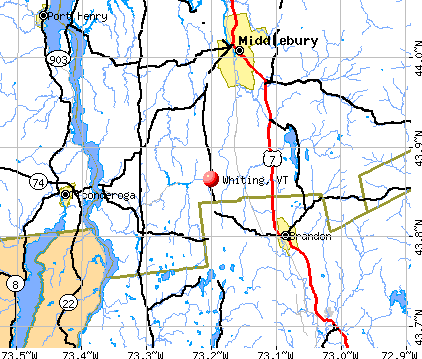 Port Henry
Middlebury
903
44.0°N
43.9°N
7
74
Whiting, VT
Ticonderoga
43.8°N
Brandon
8
22
43.7°N
73.5°W
73.4°W
73.3°W
73.2°W
73.1°W
73.0°W
72.9°W